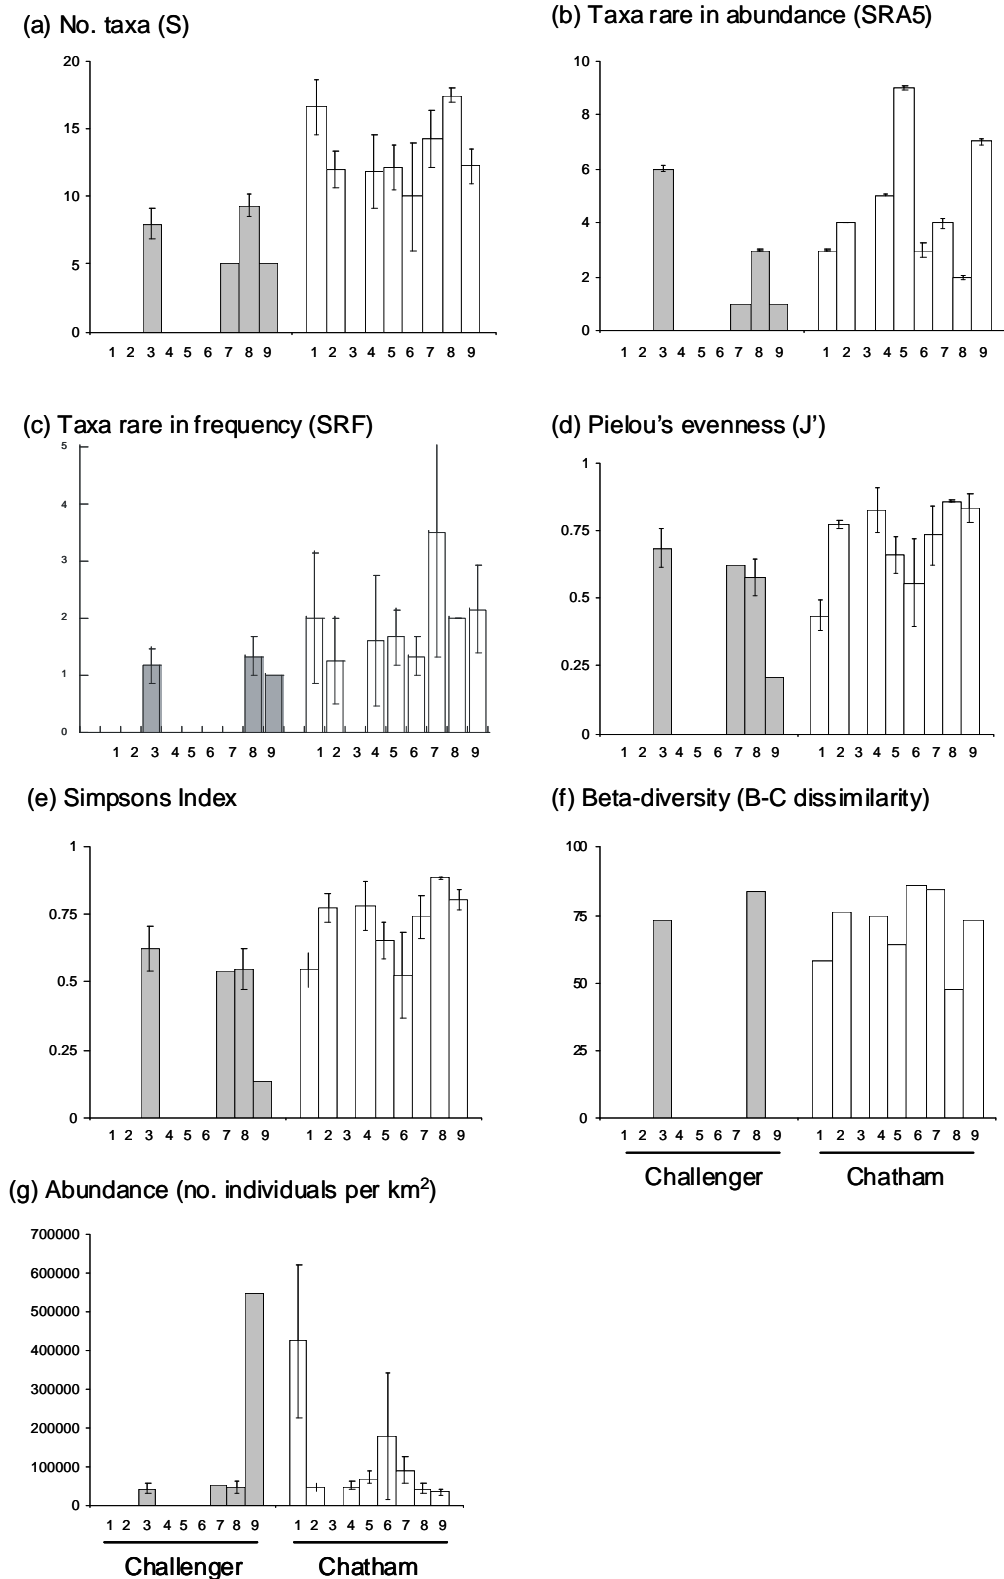 (a) No. taxa (S)
20
15
10
5
0
1 2 3 4 5 6 7 8 9 1 2 3 4 5 6 7 8 9
(b) Taxa rare in abundance (SRA5)
10
8
6
4
2
0
1 2 3 4 5 6 7 8 9 1 2 3 4 5 6 7 8 9
(c) Taxa rare in frequency (SRF)
5
4
3
2
1
0
1 2 3 4 5 6 7 8 9 1 2 3 4 5 6 7 8 9
(d) Pielou's evenness (J')
1
0.75
0.5
0.25
0
1 2 3 4 5 6 7 8 9 1 2 3 4 5 6 7 8 9
(e) Simpsons Index
1
0.75
0.5
0.25
0
1 2 3 4 5 6 7 8 9 1 2 3 4 5 6 7 8 9
(f) Beta-diversity (B-C dissimilarity)
100
75
50
25
0
1 2 3 4 5 6 7 8 9 1 2 3 4 5 6 7 8 9
Challenger Chatham
(g) Abundance (no. individuals per km²)
700000
600000
500000
400000
300000
200000
100000
0
1 2 3 4 5 6 7 8 9 1 2 3 4 5 6 7 8 9
Challenger Chatham